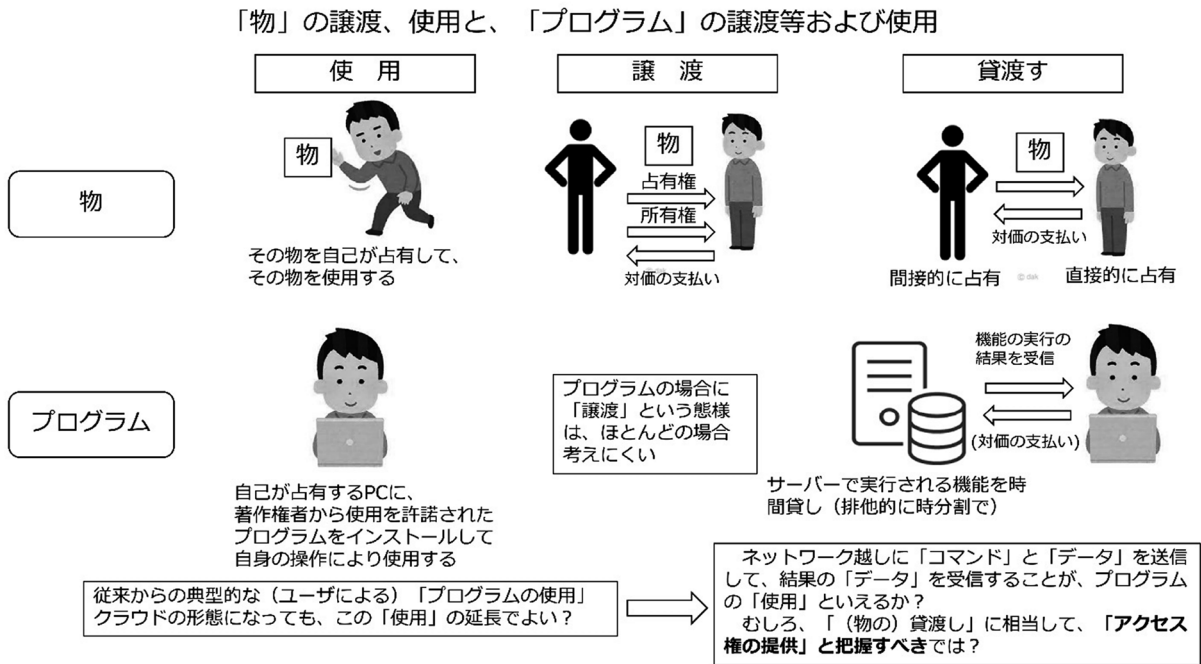 「物」の譲渡、使用と、「プログラム」の譲渡等および使用
使　用
譲　渡
貸渡す
物
物
その物を自己が占有して、
その物を使用する
物
占有権
所有権
対価の支払い
物
対価の支払い
間接的に占有
直接的に占有
プログラム
自己が占有するPCに、
著作権者から使用を許諾された
プログラムをインストールして
自身の操作により使用する
プログラムの場合に
「譲渡」という態様
は、ほとんどの場合
考えにくい
機能の実行の
結果を受信
(対価の支払い)
サーバーで実行される機能を時
間貸し（排他的に時分割で）
従来からの典型的な（ユーザによる）「プログラムの使用」
クラウドの形態になっても、この「使用」の延長でよい？
　ネットワーク越しに「コマンド」と「データ」を送信
して、結果の「データ」を受信することが、プログラム
の「使用」といえるか？
　むしろ、「（物の）貸渡し」に相当して、「アクセス
権の提供」と把握すべきでは？